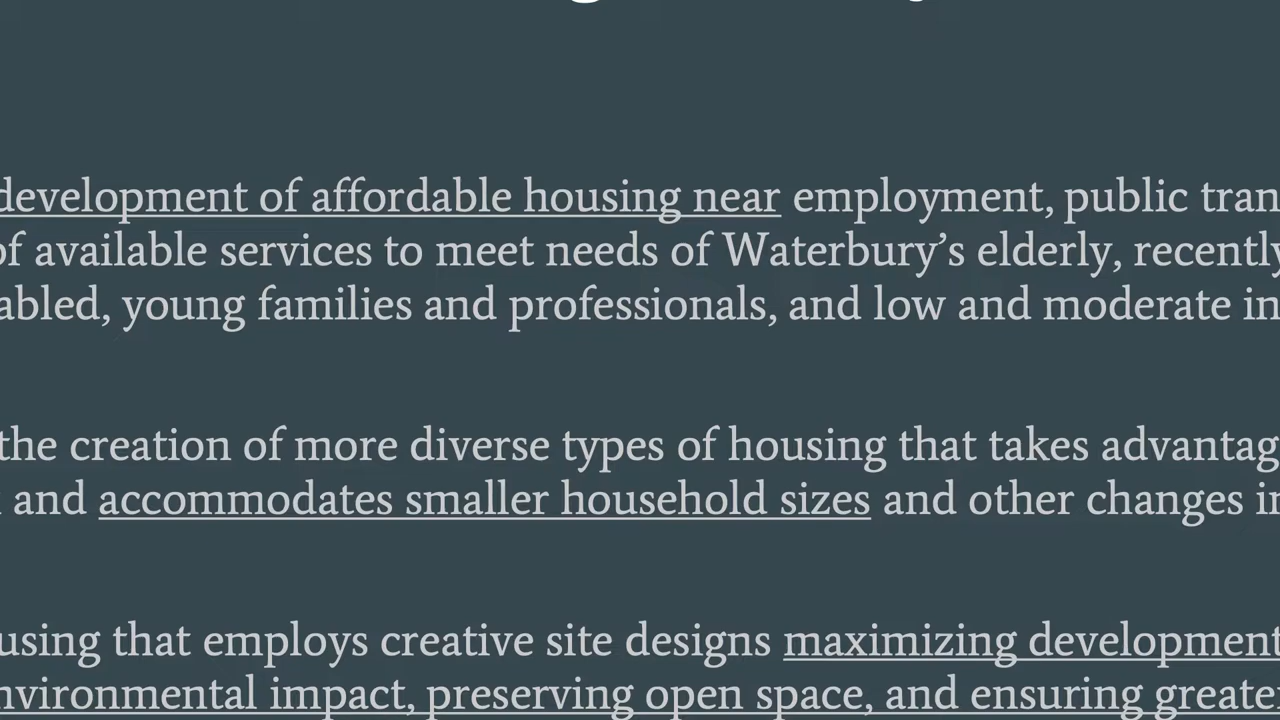 development of affordable housing near employment, public tran
of available services to meet needs of Waterbury’s elderly, recently
abled, young families and professionals, and low and moderate in
the creation of more diverse types of housing that takes advantag
and accommodates smaller household sizes and other changes in
using that employs creative site designs maximizing development
nvironmental impact, preserving open space, and ensuring greater